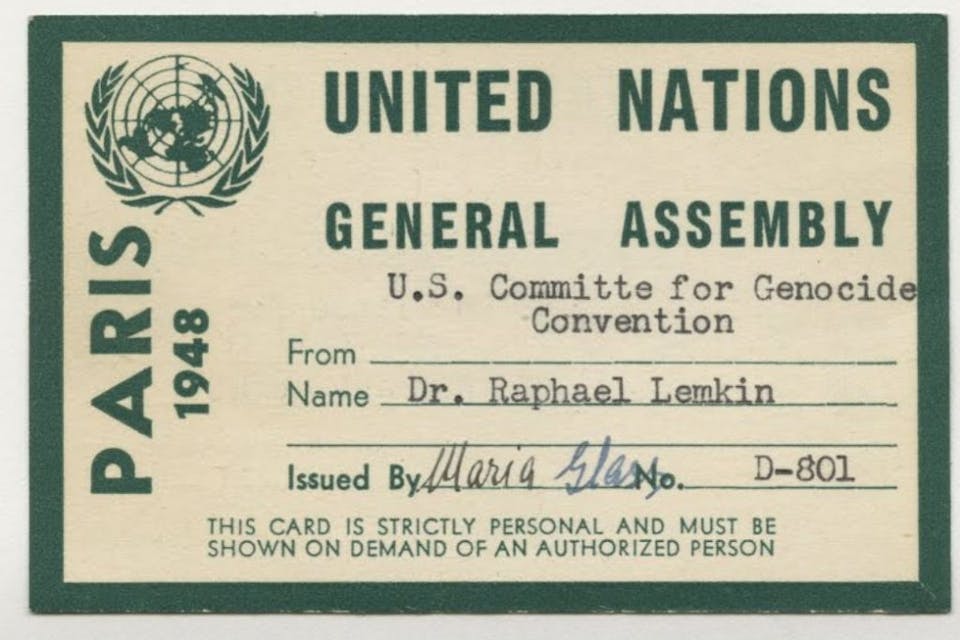 UNITED NATIONS
GENERAL ASSEMBLY
PARIS
1948
U.S. Committe for Genocide
Convention
From
Name Dr. Raphael Lemkin
Issued By Maria Glass No. D-801
THIS CARD IS STRICTLY PERSONAL AND MUST BE
SHOWN ON DEMAND OF AN AUTHORIZED PERSON